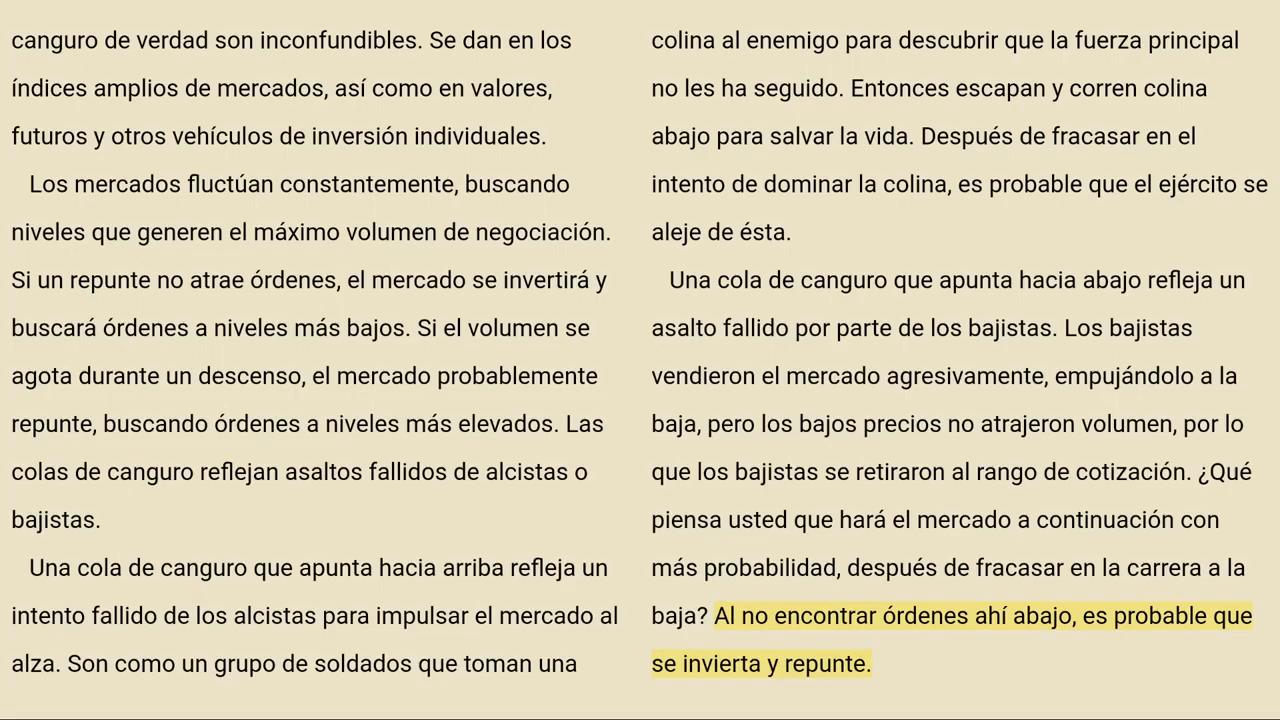 canguro de verdad son inconfundibles. Se dan en los
índices amplios de mercados, así como en valores,
futuros y otros vehículos de inversión individuales.
Los mercados fluctúan constantemente, buscando
niveles que generen el máximo volumen de negociación.
Si un repunte no atrae órdenes, el mercado se invertirá y
buscará órdenes a niveles más bajos. Si el volumen se
agota durante un descenso, el mercado probablemente
repunte, buscando órdenes a niveles más elevados. Las
colas de canguro reflejan asaltos fallidos de alcistas o
bajistas.
Una cola de canguro que apunta hacia arriba refleja un
intento fallido de los alcistas para impulsar el mercado al
alza. Son como un grupo de soldados que toman una
colina al enemigo para descubrir que la fuerza principal
no les ha seguido. Entonces escapan y corren colina
abajo para salvar la vida. Después de fracasar en el
intento de dominar la colina, es probable que el ejército se
aleje de ésta.
Una cola de canguro que apunta hacia abajo refleja un
asalto fallido por parte de los bajistas. Los bajistas
vendieron el mercado agresivamente, empujándolo a la
baja, pero los bajos precios no atrajeron volumen, por lo
que los bajistas se retiraron al rango de cotización. ¿Qué
piensa usted que hará el mercado a continuación con
más probabilidad, después de fracasar en la carrera a la
baja? Al no encontrar órdenes ahí abajo, es probable que
se invierta y repunte.